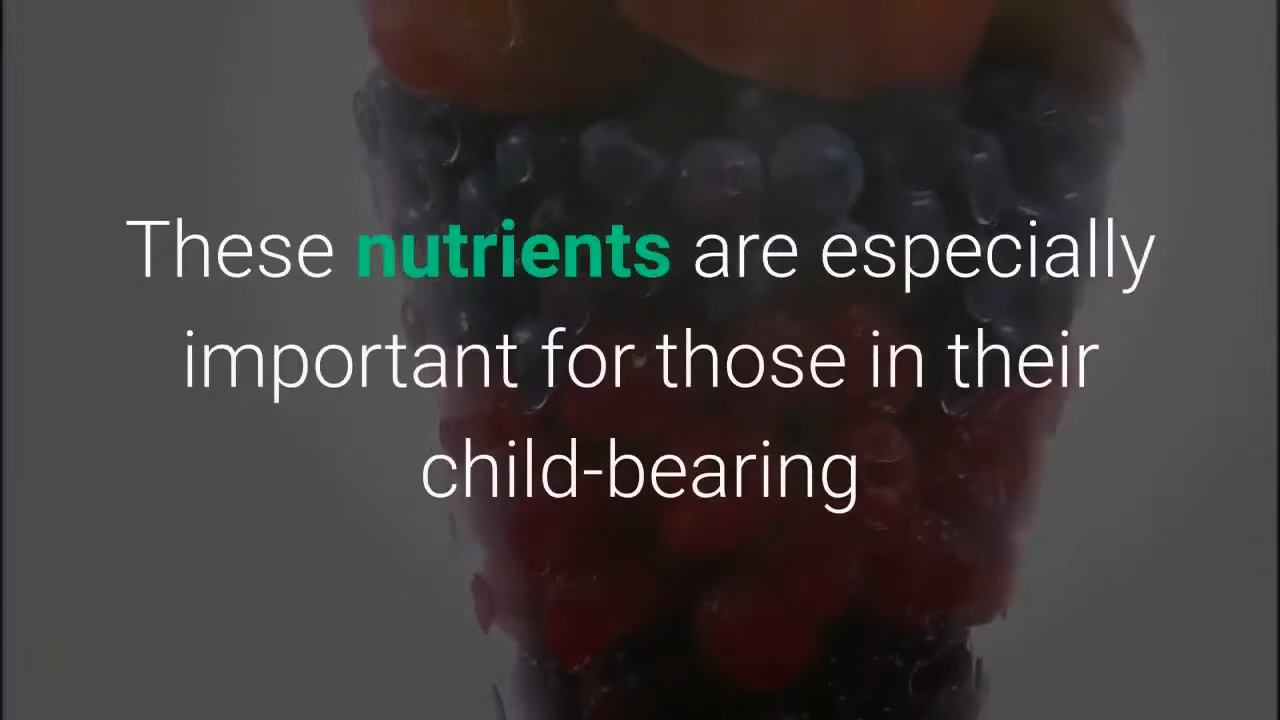 These nutrients are especially
important for those in their
child-bearing